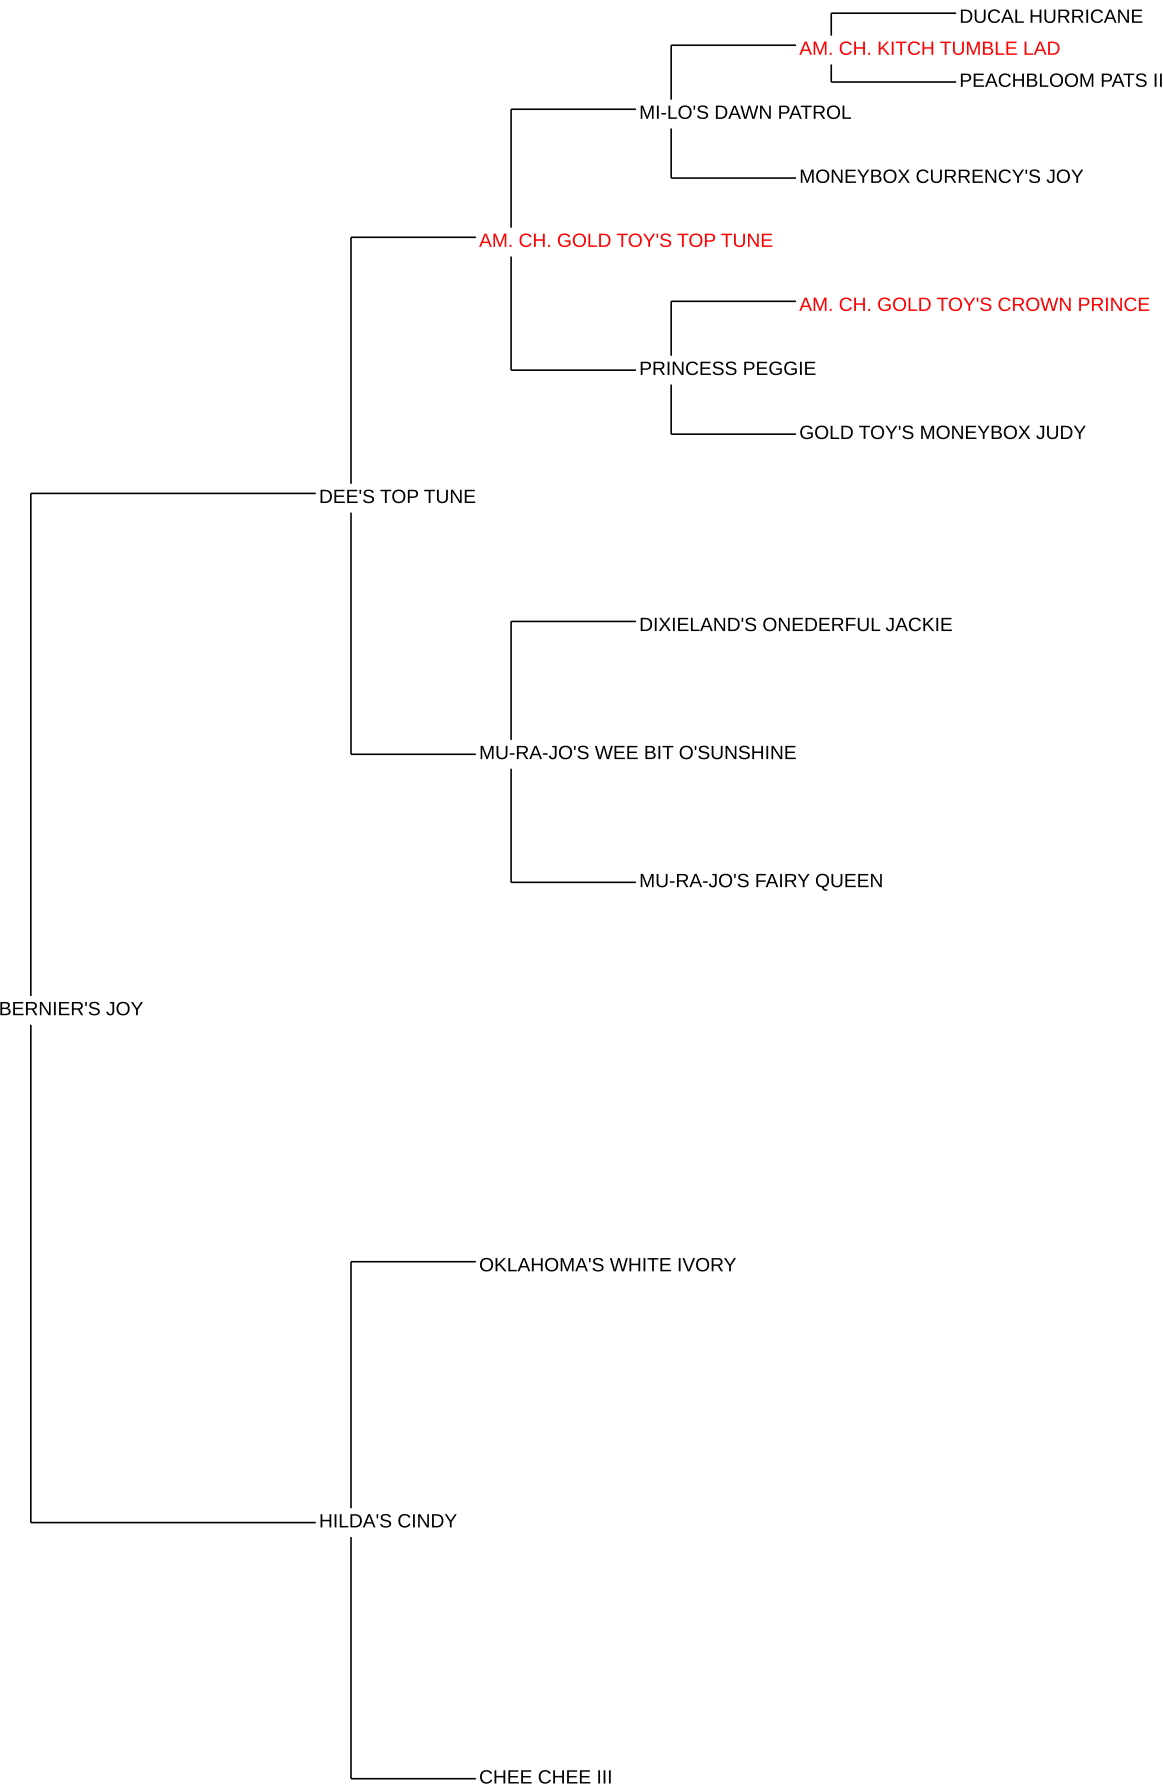 DUCAL HURRICANE
AM. CH. KITCH TUMBLE LAD
PEACHBLOOM PATS II
MI-LO'S DAWN PATROL
MONEYBOX CURRENCY'S JOY
AM. CH. GOLD TOY'S TOP TUNE
AM. CH. GOLD TOY'S CROWN PRINCE
PRINCESS PEGGIE
GOLD TOY'S MONEYBOX JUDY
DEE'S TOP TUNE
DIXIELAND'S ONEDERFUL JACKIE
MU-RA-JO'S WEE BIT O'SUNSHINE
MU-RA-JO'S FAIRY QUEEN
BERNIER'S JOY
OKLAHOMA'S WHITE IVORY
HILDA'S CINDY
CHEE CHEE III